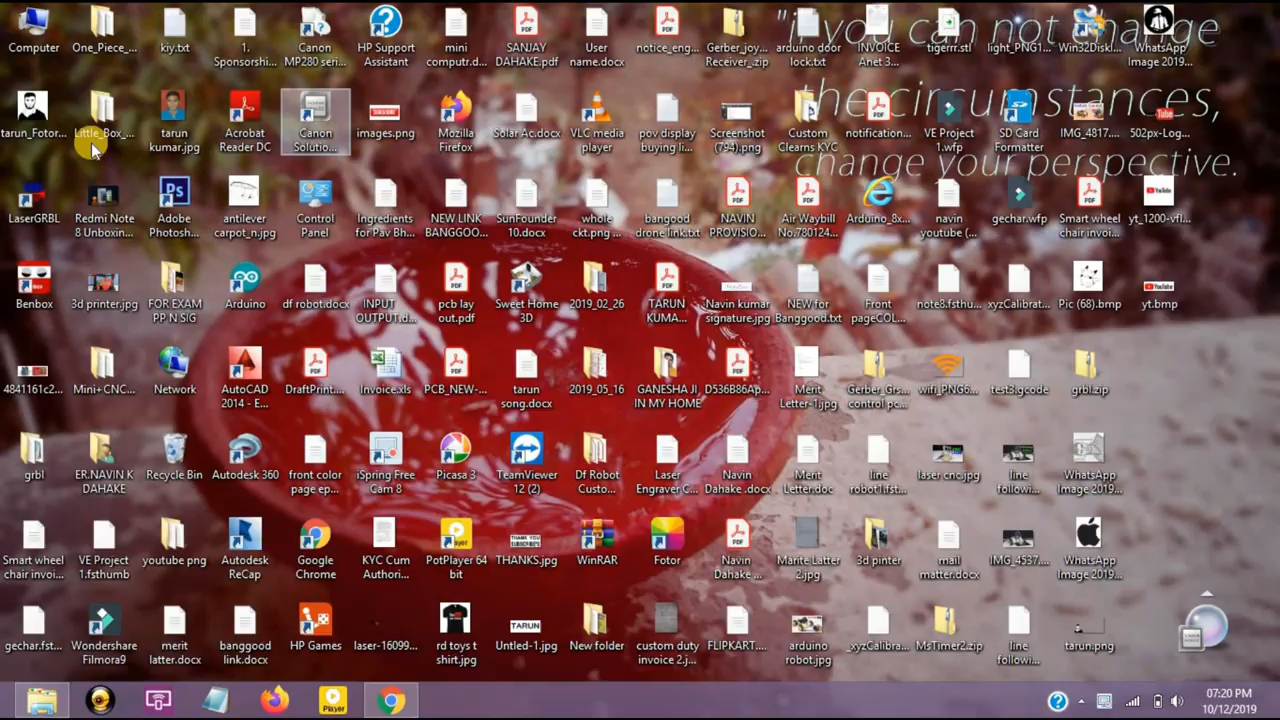 "if you can not change
the circumstances,
change your perspective.
Computer
One_Piece_...
kiy.txt
1.
Sponsorshi...
Canon
MP280 seri...
HP Support
Assistant
mini
computr.d...
SANJAY
DAHAKE.pdf
User
name.docx
notice_eng...
Gerber_joy...
Receiver_.zip
arduino door
lock.txt
INVOICE
Anet 3...
tigerrr.stl
light_PNG1...
Win32Diskl...
WhatsApp
Image 2019...
tarun_Fotor...
Little_Box_...
tarun
kumar.jpg
Acrobat
Reader DC
Canon
Solutio...
images.png
Mozilla
Firefox
Solar Ac.docx
VLC media
player
pov display
buying li...
Screenshot
(794).png
Custom
Clearns KYC
notification...
VE Project
1.wfp
SD Card
Formatter
IMG_4817....
502px-Log...
LaserGRBL
Redmi Note
8 Unboxin...
Adobe
Photosh...
antilever
carpot_n.jpg
Control
Panel
Ingredients
for Pav Bh...
NEW LINK
BANGGOO...
SunFounder
10.docx
whole
ckt.png ...
bangood
drone link.txt
NAVIN
PROVISIO...
Air Waybill
No.780124...
Arduino_8x...
navin
youtube (...
gechar.wfp
Smart wheel
chair invoi...
yt_1200-vfl...
Benbox
3d printer.jpg
FOR EXAM
PP N SIG
Arduino
df robot.docx
INPUT
OUTPUT.d...
pcb lay
out.pdf
Sweet Home
3D
2019_02_26
TARUN
KUMA...
Navin kumar
signature.jpg
NEW for
Banggood.txt
Front
pageCOL...
note8.fsthu...
xyzCalibrat...
Pic (68).bmp
yt.bmp
4841161c2...
Mini+CNC...
Network
AutoCAD
2014 - E...
DraftPrint...
Invoice.xls
PCB_NEW-...
tarun
song.docx
2019_05_16
GANESHA JI
IN MY HOME
D536B86Ap...
Merit
Letter-1.jpg
Gerber_Grs...
control pc...
wifi_PNG6...
test3.gcode
grbl.zip
grbl
ER.NAVIN K
DAHAKE
Recycle Bin
Autodesk 360
front color
page ep...
iSpring Free
Cam 8
Picasa 3
TeamViewer
12 (2)
Df Robot
Custo...
Laser
Engraver C...
Navin
Dahake .docx
Merit
Letter.doc
line
robot1.fst...
laser cnc.jpg
line
followi...
WhatsApp
Image 2019...
Smart wheel
chair invoi...
VE Project
1.fsthumb
youtube png
Autodesk
ReCap
Google
Chrome
KYC Cum
Authori...
PotPlayer 64
bit
THANKS.jpg
WinRAR
Fotor
Navin
Dahake ...
Marite Latter
2.jpg
3d pinter
mail
matter.docx
IMG_4537....
WhatsApp
Image 2019...
gechar.fst...
Wondershare
Filmora9
merit
latter.docx
banggood
link.docx
HP Games
laser-16099...
rd toys t
shirt.jpg
TARUN
Untled-1.jpg
New folder
custom duty
invoice 2.j...
FLIPKART....
arduino
robot.jpg
_xyzCalibra...
MsTimer2.zip
line
followi...
tarun.png
Player
07:20 PM
10/12/2019